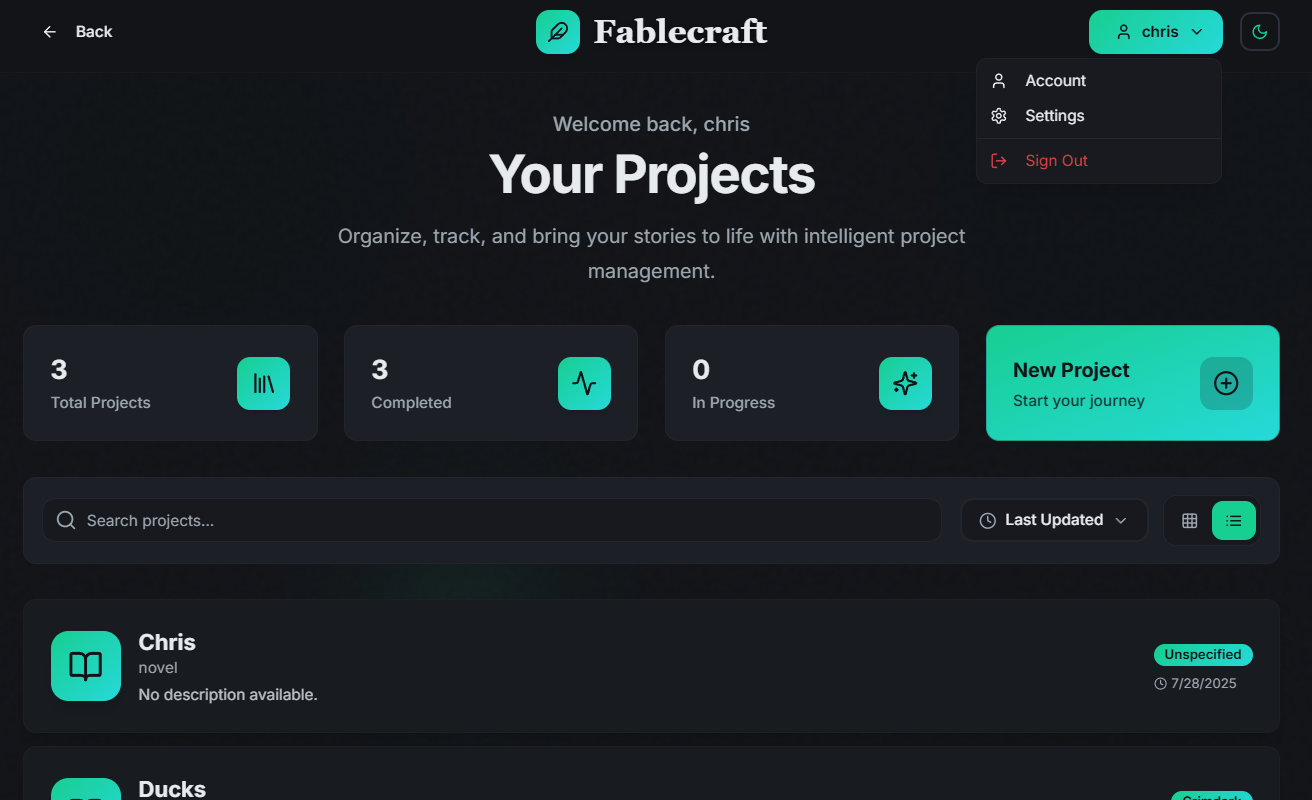 Back
Fablecraft
chris
Account
Settings
Sign Out
Welcome back, chris
Your Projects
Organize, track, and bring your stories to life with intelligent project
management.
3
Total Projects
3
Completed
0
In Progress
New Project
Start your journey
Search projects...
Last Updated
Chris
novel
No description available.
Unspecified
7/28/2025
Ducks
Grimdark